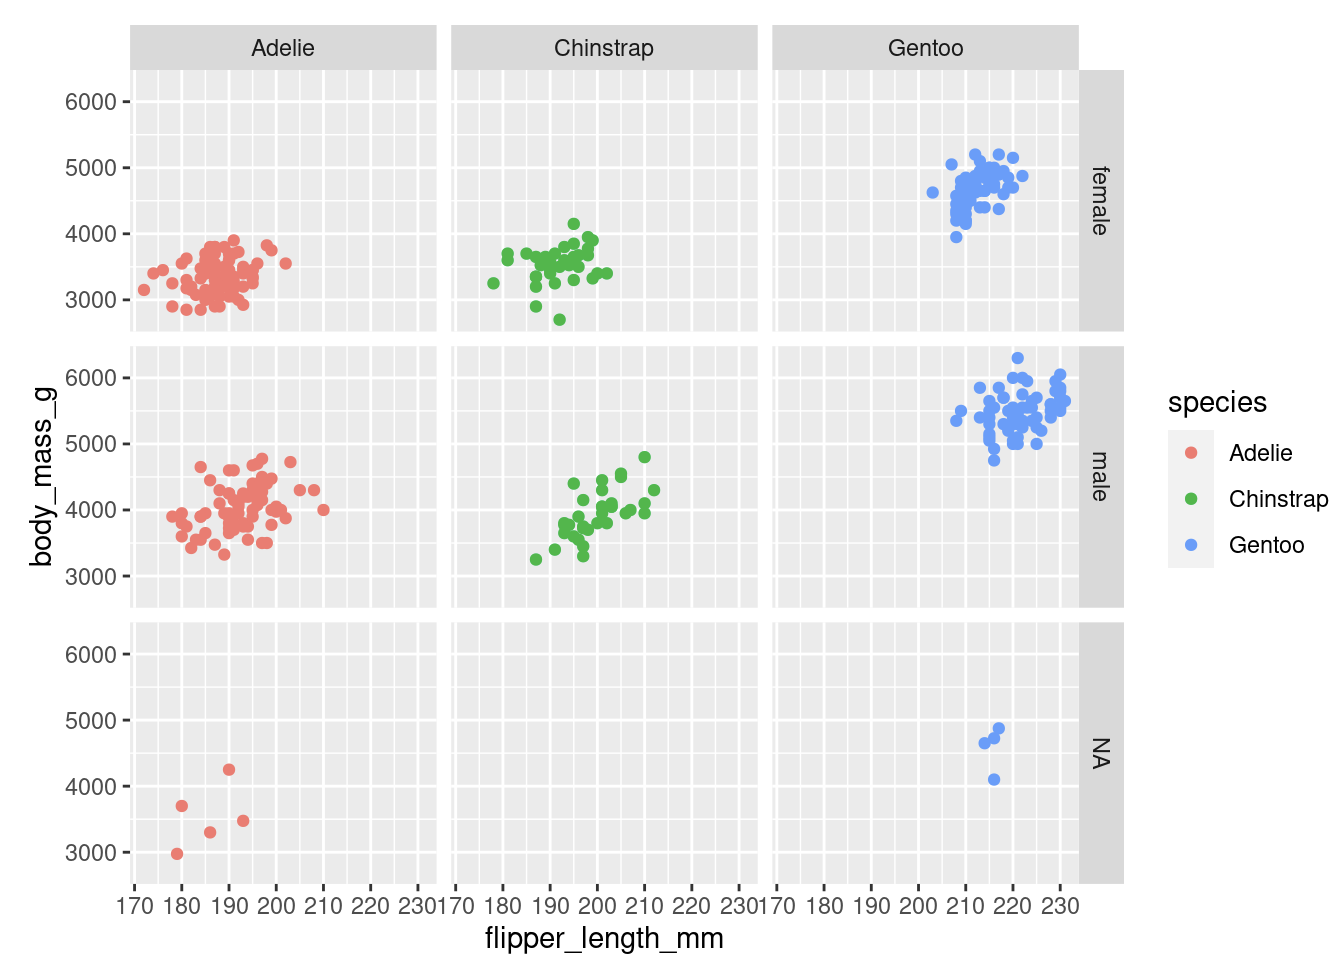 Adelie
Chinstrap
Gentoo
6000
5000
4000
3000
female
6000
5000
4000
3000
male
6000
5000
4000
3000
NA
170 180 190 200 210 220 230
170 180 190 200 210 220 230
170 180 190 200 210 220 230
flipper_length_mm
body_mass_g
species
Adelie
Chinstrap
Gentoo